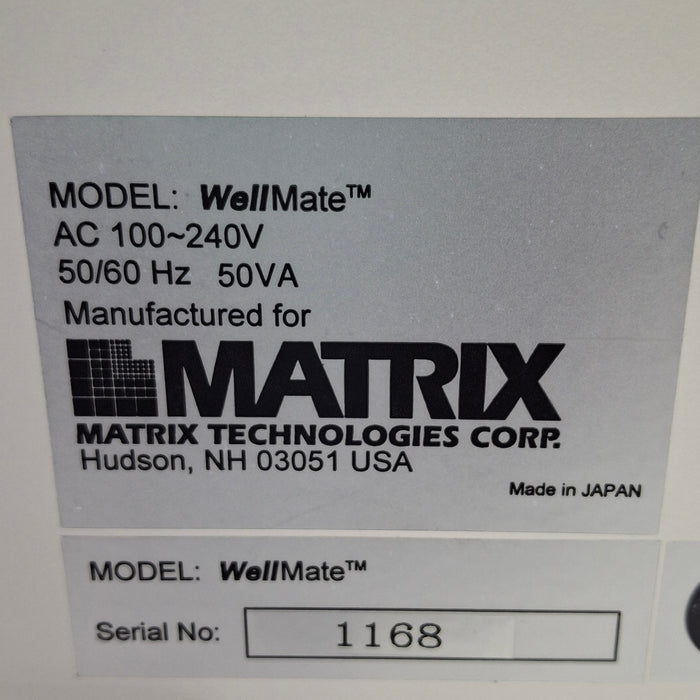 MODEL: WellMate™
AC 100~240V
50/60 Hz 50VA
Manufactured for
MATRIX
MATRIX TECHNOLOGIES CORP.
Hudson, NH 03051 USA
Made in JAPAN
MODEL: WellMate™
Serial No: 1168